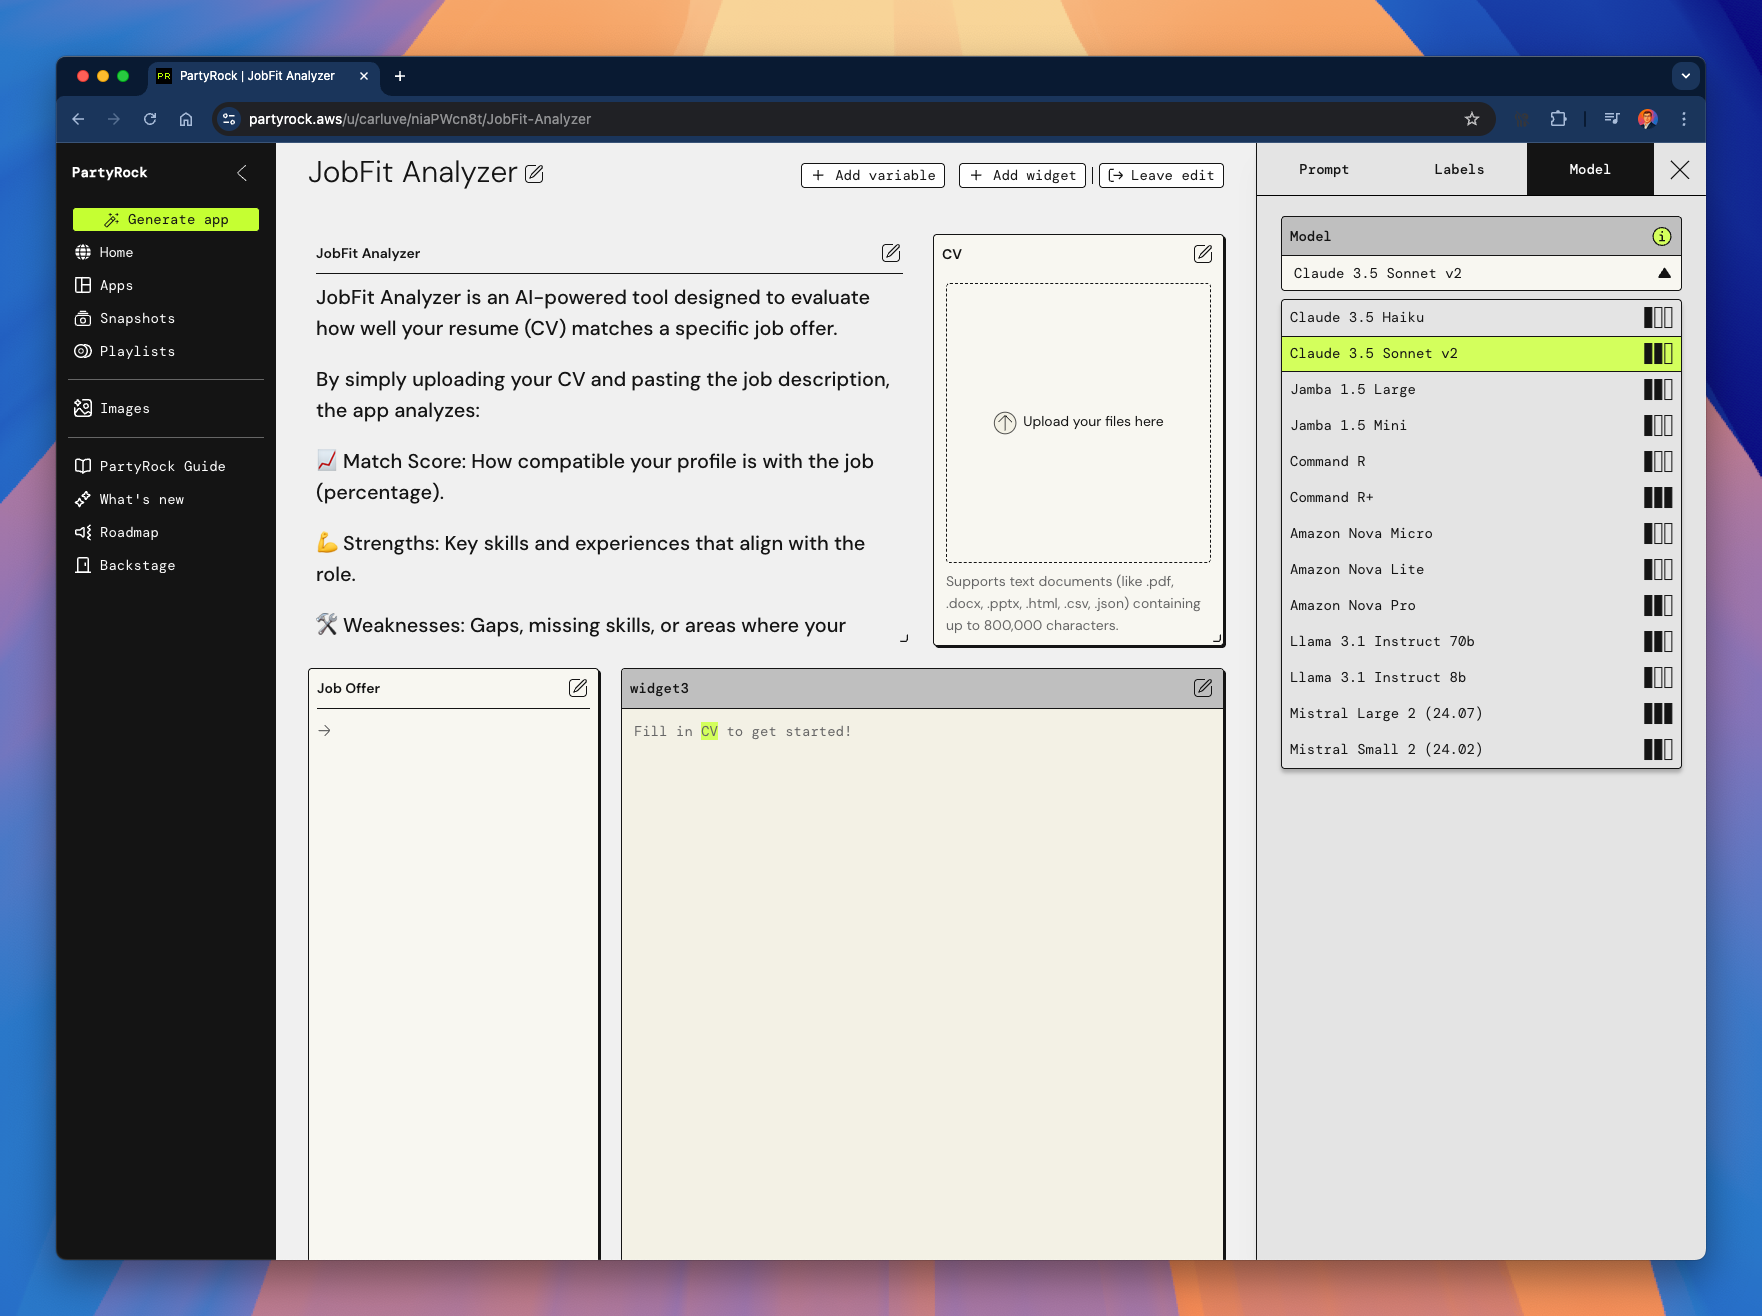 PR PartyRock | JobFit Analyzer
partyrock.aws/u/carluve/niaPWcn8t/JobFit-Analyzer
PartyRock
Generate app
Home
Apps
Snapshots
Playlists
Images
PartyRock Guide
What's new
Roadmap
Backstage
JobFit Analyzer
+ Add variable
+ Add widget
Leave edit
JobFit Analyzer
JobFit Analyzer is an AI-powered tool designed to evaluate
how well your resume (CV) matches a specific job offer.
By simply uploading your CV and pasting the job description,
the app analyzes:
📈 Match Score: How compatible your profile is with the job
(percentage).
💪 Strengths: Key skills and experiences that align with the
role.
🛠️ Weaknesses: Gaps, missing skills, or areas where your
CV
Upload your files here
Supports text documents (like .pdf,
.docx, .pptx, .html, .csv, .json) containing
up to 800,000 characters.
Job Offer
widget3
Fill in CV to get started!
Prompt
Labels
Model
Model
Claude 3.5 Sonnet v2
Claude 3.5 Haiku
Claude 3.5 Sonnet v2
Jamba 1.5 Large
Jamba 1.5 Mini
Command R
Command R+
Amazon Nova Micro
Amazon Nova Lite
Amazon Nova Pro
Llama 3.1 Instruct 70b
Llama 3.1 Instruct 8b
Mistral Large 2 (24.07)
Mistral Small 2 (24.02)